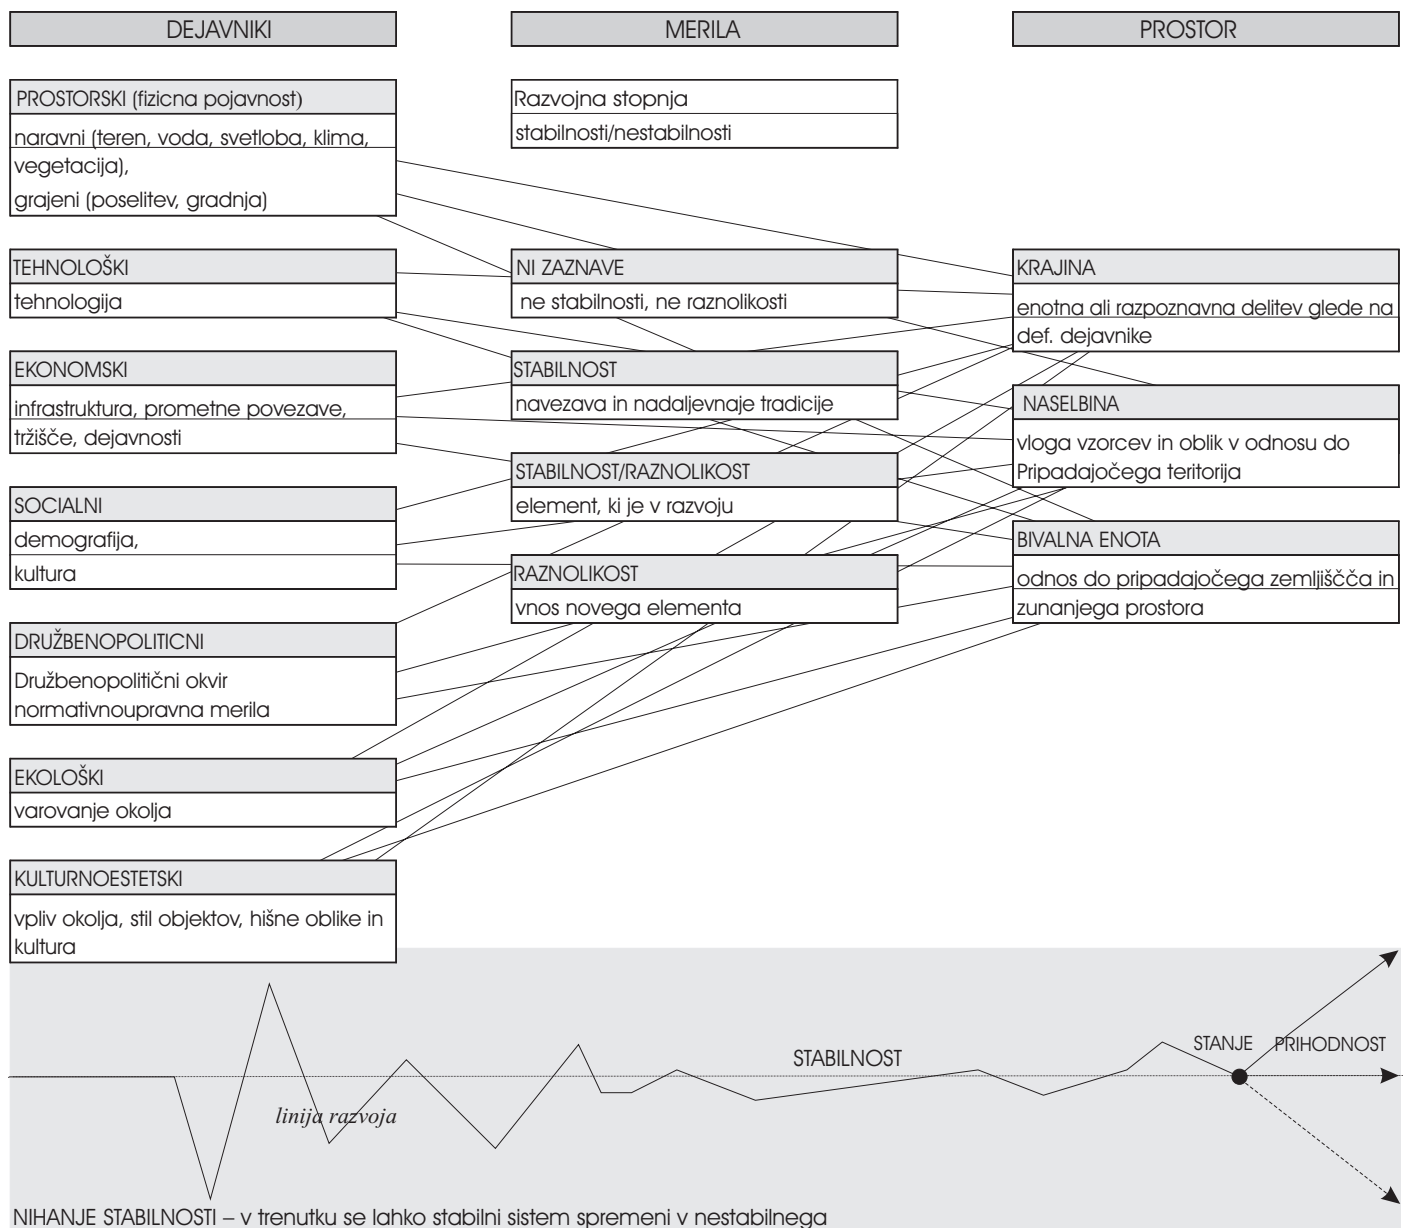 DEJAVNIKI
PROSTORSKI (fizicna pojavnost)
naravni (teren, voda, svetloba, klima,
vegetacija),
grajeni (poselitev, gradnja)
TEHNOLOŠKI
tehnologija
EKONOMSKI
infrastruktura, prometne povezave,
tržišče, dejavnosti
SOCIALNI
demografija,
kultura
DRUŽBENOPOLITICNI
Družbenopolitični okvir
normativnoupravna merila
EKOLOŠKI
varovanje okolja
KULTURNOESTETSKI
vpliv okolja, stil objektov, hišne oblike in
kultura
MERILA
Razvojna stopnja
stabilnosti/nestabilnosti
NI ZAZNAVE
ne stabilnosti, ne raznolikosti
STABILNOST
navezava in nadaljevnaje tradicije
STABILNOST/RAZNOLIKOST
element, ki je v razvoju
RAZNOLIKOST
vnos novega elementa
PROSTOR
KRAJINA
enotna ali razpoznavna delitev glede na
def. dejavnike
NASELBINA
vloga vzorcev in oblik v odnosu do
Pripadajočega teritorija
BIVALNA ENOTA
odnos do pripadajočega zemljiščča in
zunanjega prostora
STANJE PRIHODNOST
STABILNOST
linija razvoja
NIHANJE STABILNOSTI – v trenutku se lahko stabilni sistem spremeni v nestabilnega